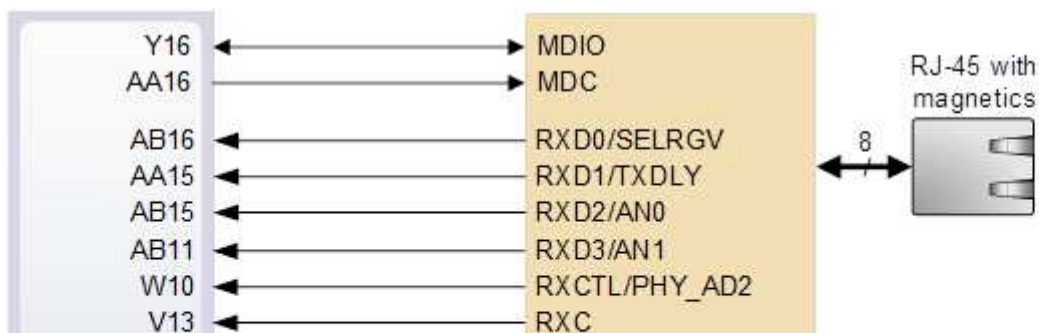 Y16
MDIO
AA16
MDC
RJ-45 with
magnetics
AB16
RXD0/SELRGV
8
AA15
RXD1/TXDLY
AB15
RXD2/AN0
AB11
RXD3/AN1
W10
RXCTL/PHY_AD2
V13
RXC